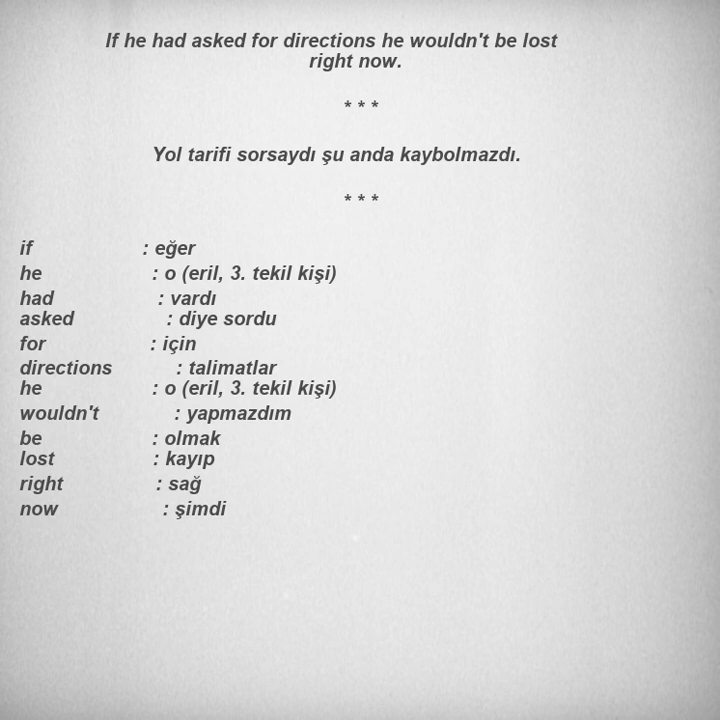 If he had asked for directions he wouldn't be lost
right now.
* * *
Yol tarifi sorsaydı şu anda kaybolmazdı.
* * *
if : eğer
he : o (eril, 3. tekil kişi)
had : vardı
asked : diye sordu
for : için
directions : talimatlar
he : o (eril, 3. tekil kişi)
wouldn't : yapmazdım
be : olmak
lost : kayıp
right : sağ
now : şimdi